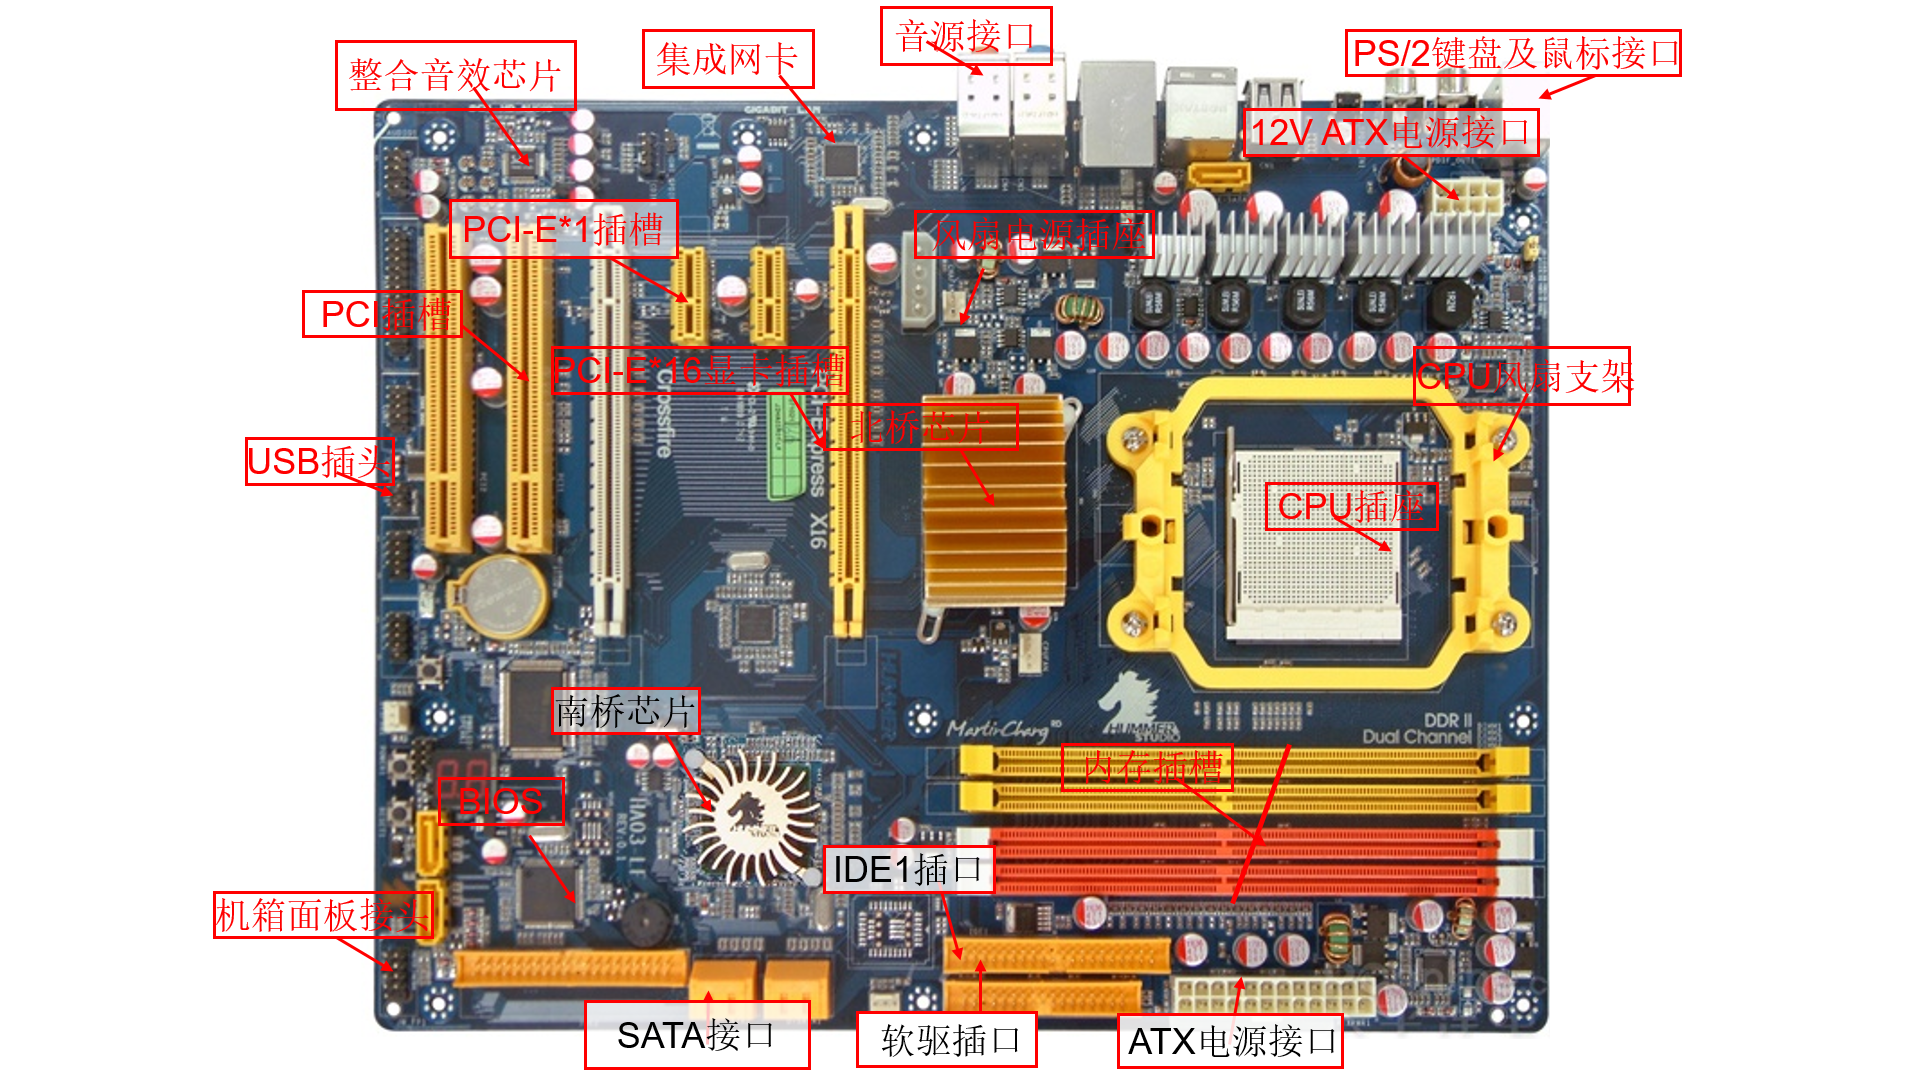 音源接口
集成网卡
PS/2键盘及鼠标接口
整合音效芯片
GIGABIT LAN
12V ATX电源接口
PCI-E*1插槽
风扇电源插座
PCI插槽
PCI-E*16显卡插槽
CPU风扇支架
Crossfire
北桥芯片
USB插头
press X16
CPU插座
南桥芯片
MartinChang
HUMMER
STUDIO
DDR II
Dual Channel
内存插槽
BIOS
HA03
REV:0.1
IDE1插口
机箱面板接头
SATA接口
软驱插口
ATX电源接口